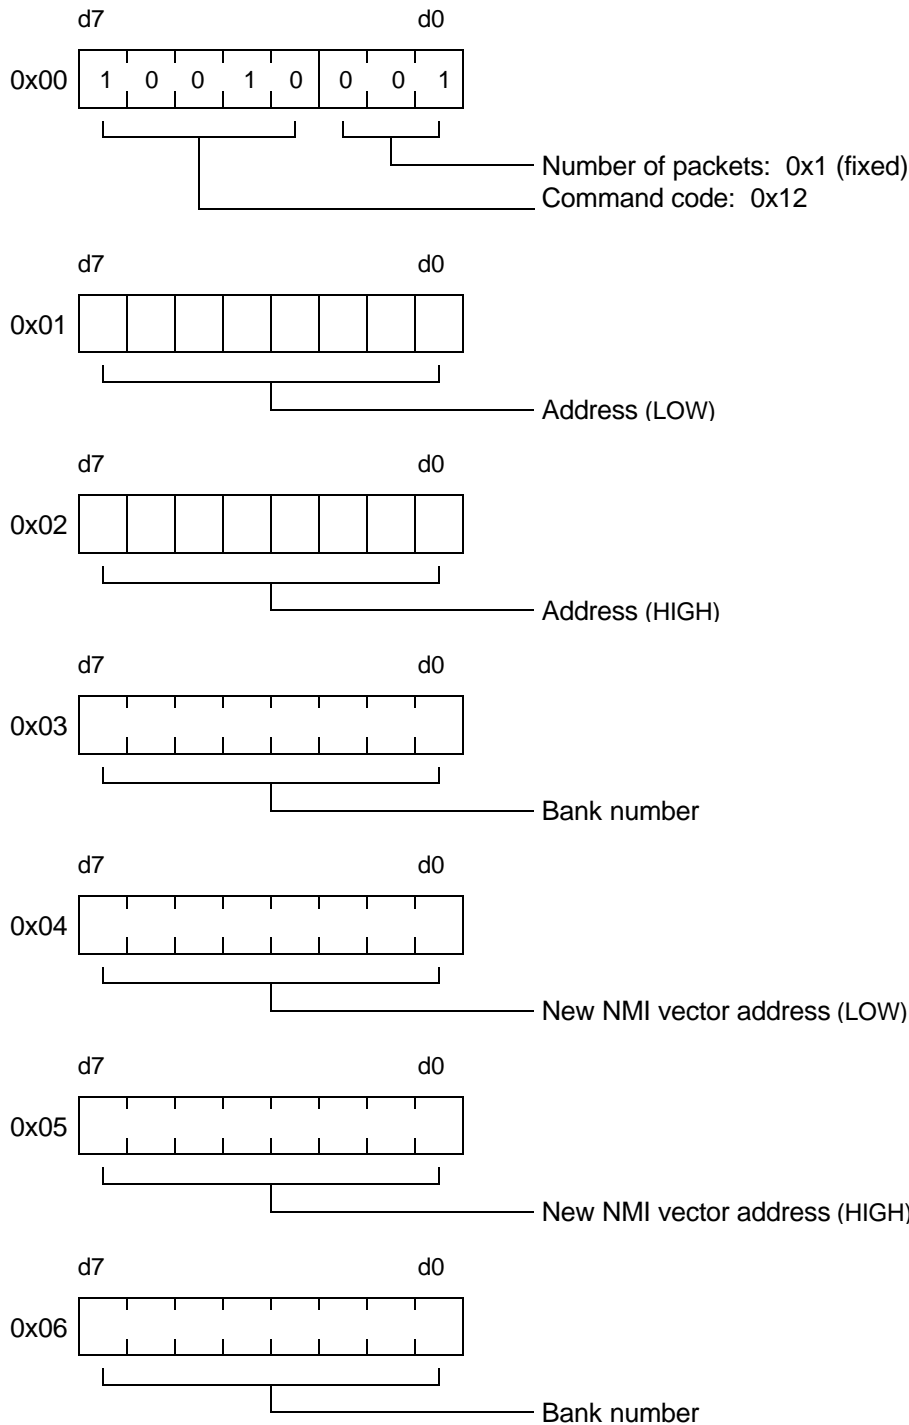 d7 d0
0x00 1 0 0 1 0 0 0 1
Number of packets: 0x1 (fixed)
Command code: 0x12
d7 d0
0x01
Address (LOW)
d7 d0
0x02
Address (HIGH)
d7 d0
0x03
Bank number
d7 d0
0x04
New NMI vector address (LOW)
d7 d0
0x05
New NMI vector address (HIGH)
d7 d0
0x06
Bank number